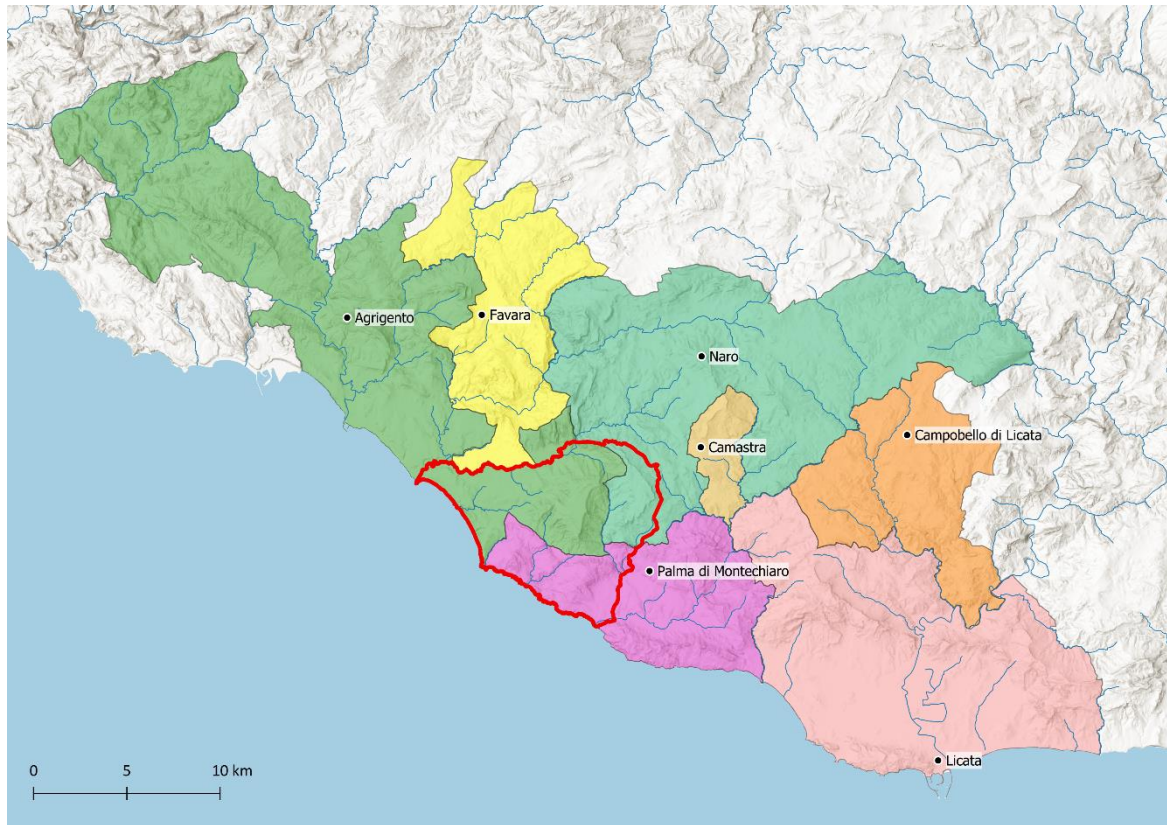 Agrigento
Favara
Naro
Campobello di Licata
Camastra
Palma di Montechiaro
Licata
0 5 10 km